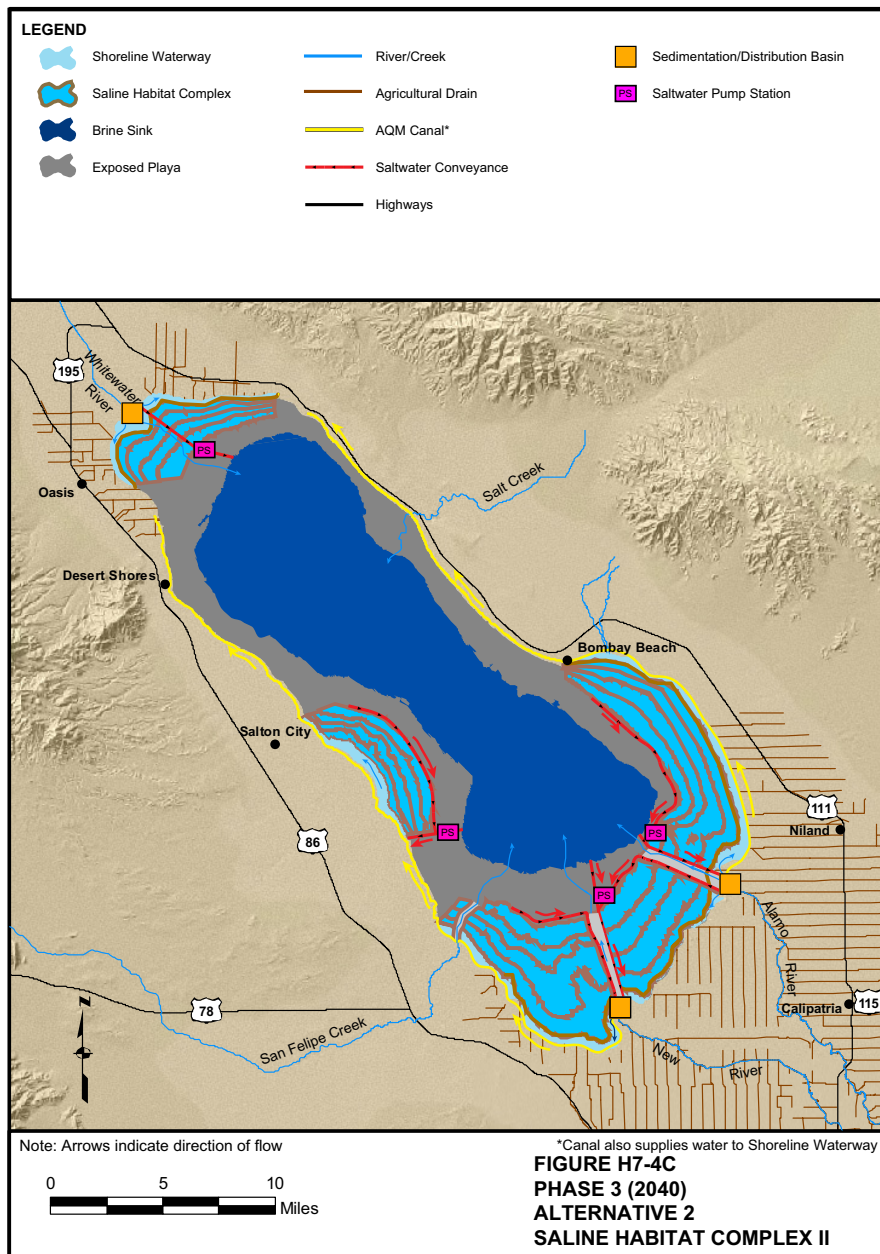 LEGEND
Shoreline Waterway
River/Creek
Sedimentation/Distribution Basin
Saline Habitat Complex
Agricultural Drain
PS
Saltwater Pump Station
Brine Sink
AQM Canal*
Exposed Playa
Saltwater Conveyance
Highways
195
Whitewater
River
PS
Oasis
Salt Creek
Desert Shores
Bombay Beach
Salton City
111
PS
PS
Niland
86
PS
Alamo
River
115
Calipatria
78
San Felipe Creek
New
River
N
Note: Arrows indicate direction of flow
*Canal also supplies water to Shoreline Waterway
0 5 10
Miles
FIGURE H7-4C
PHASE 3 (2040)
ALTERNATIVE 2
SALINE HABITAT COMPLEX II